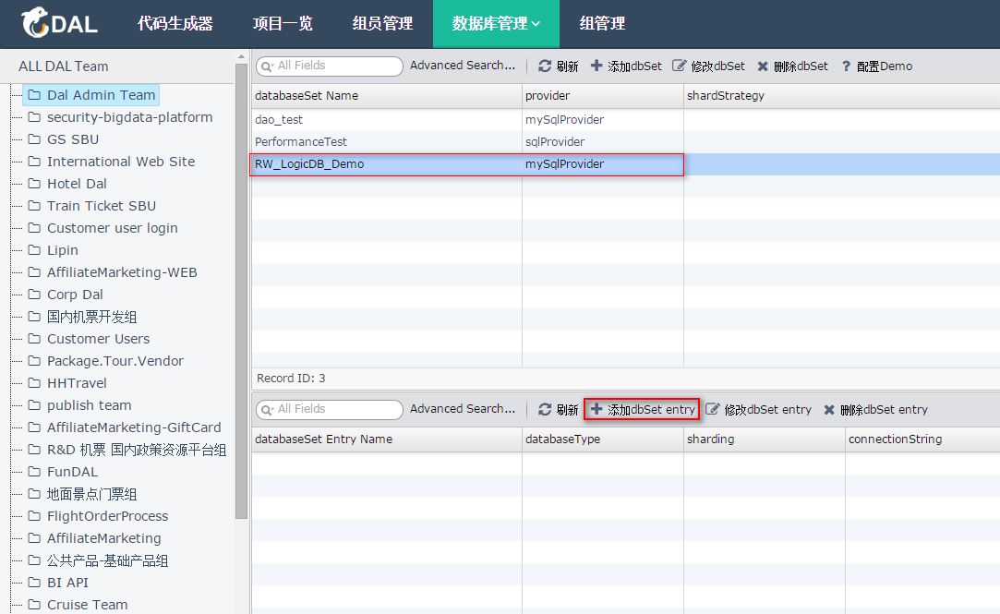 DAL 代码生成器 项目一览 组员管理 数据库管理 组管理
ALL DAL Team
Dal Admin Team
security-bigdata-platform
GS SBU
International Web Site
Hotel Dal
Train Ticket SBU
Customer user login
Lipin
AffiliateMarketing-WEB
Corp Dal
国内机票开发组
Customer Users
Package.Tour.Vendor
HHTravel
publish team
AffiliateMarketing-GiftCard
R&D 机票 国内政策资源平台组
FunDAL
地面景点门票组
FlightOrderProcess
AffiliateMarketing
公共产品-基础产品组
BI API
Cruise Team
All Fields Advanced Search... 刷新 添加dbSet 修改dbSet 删除dbSet ? 配置Demo
databaseSet Name provider shardStrategy
dao_test mySqlProvider
PerformanceTest sqlProvider
RW_LogicDB_Demo mySqlProvider
Record ID: 3
All Fields Advanced Search... 刷新 添加dbSet entry 修改dbSet entry 删除dbSet entry
databaseSet Entry Name databaseType sharding connectionString